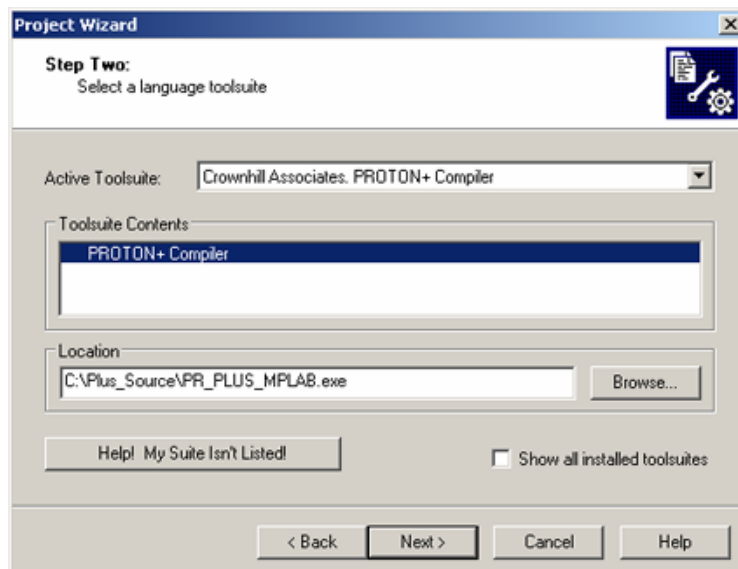 Project Wizard
Step Two:
Select a language toolsuite
Active Toolsuite: Crownhill Associates. PROTON+ Compiler
Toolsuite Contents
PROTON+ Compiler
Location
C:\Plus_Source\PR_PLUS_MPLAB.exe Browse...
Help! My Suite Isn't Listed! Show all installed toolsuites
< Back Next > Cancel Help